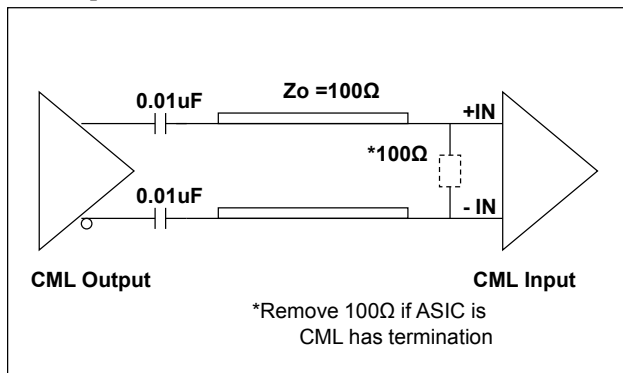 0.01uF
Zo =100Ω
+IN
*100Ω
0.01uF
- IN
CML Output
CML Input
*Remove 100Ω if ASIC is
CML has termination